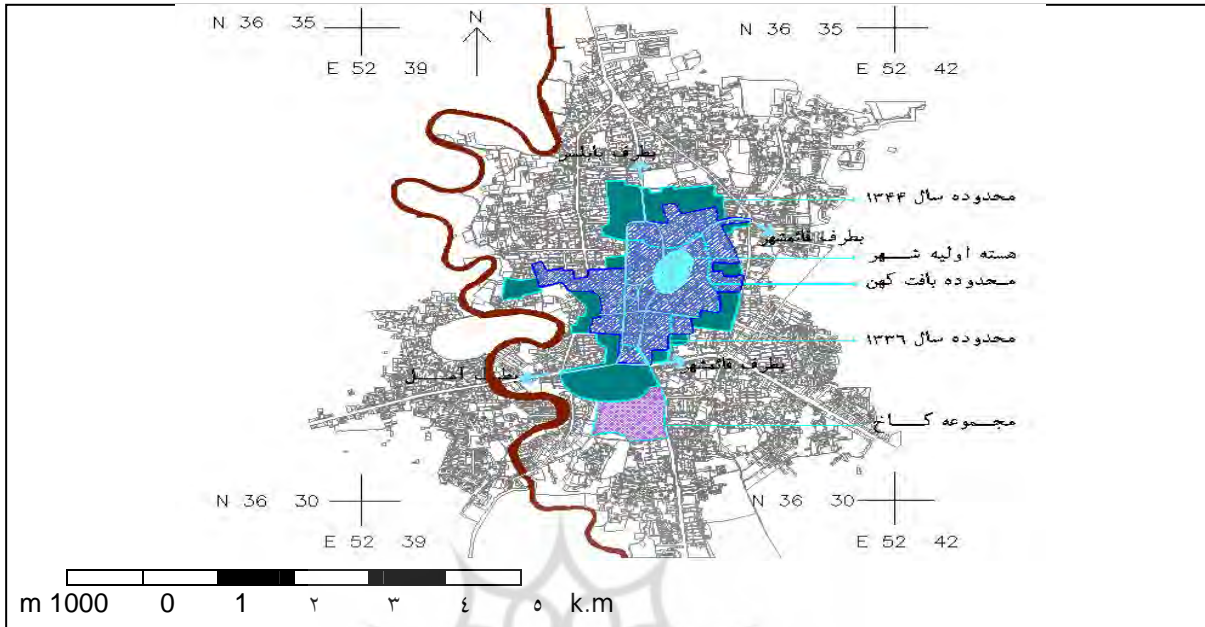 N 36 35
N
N 36 35
E 52 39
E 52 42
بطرف بابلسر
محدوده سال ۱۳۴۴
بطرف قائمشهر
هسته اولیه شهر
محدوده بافت کهن
محدوده سال ۱۳۳۶
بطرف قائمشهر
بطرف آمل
مجموعه کاخ
N 36 30
N 36 30
E 52 39
E 52 42
m 1000 0 1 ۲ ۳ ٤ ۵ k.m